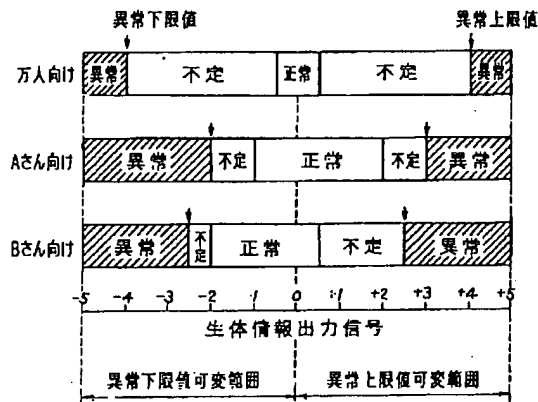 異常下限値 異常上限値
万人向け 異常 不定 正常 不定 異常
Aさん向け 異常 不定 正常 不定 異常
Bさん向け 異常 不定 正常 不定 異常
-5 -4 -3 -2 -1 0 +1 +2 +3 +4 +5
生体情報出力信号
異常下限値可変範囲 異常上限値可変範囲